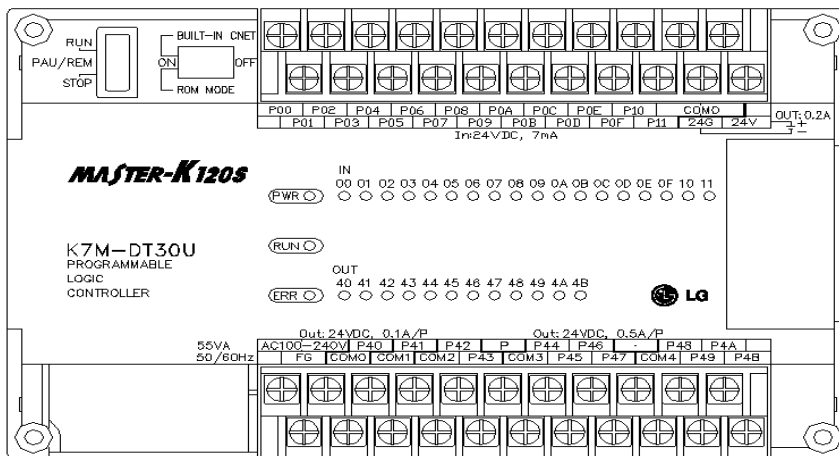 RUN
PAU/REM
STOP
BUILT-IN CNET
ON OFF
ROM MODE
P00 P02 P04 P06 P08 P0A P0C P0E P10 COM0
P01 P03 P05 P07 P09 P0B P0D P0F P11 24G 24V
OUT: 0.2A
+
−
In:24VDC, 7mA
MASTER-K120S
IN
00 01 02 03 04 05 06 07 08 09 0A 0B 0C 0D 0E 0F 10 11
PWR
K7M-DT30U
PROGRAMMABLE
LOGIC
CONTROLLER
RUN
OUT
40 41 42 43 44 45 46 47 48 49 4A 4B
ERR
LG
Out: 24VDC, 0.1A/P Out: 24VDC, 0.5A/P
55VA
50/60Hz
AC100-240V P40 P41 P42 P P44 P46 · P48 P4A
FG COM0 COM1 COM2 P43 COM3 P45 P47 COM4 P49 P4B